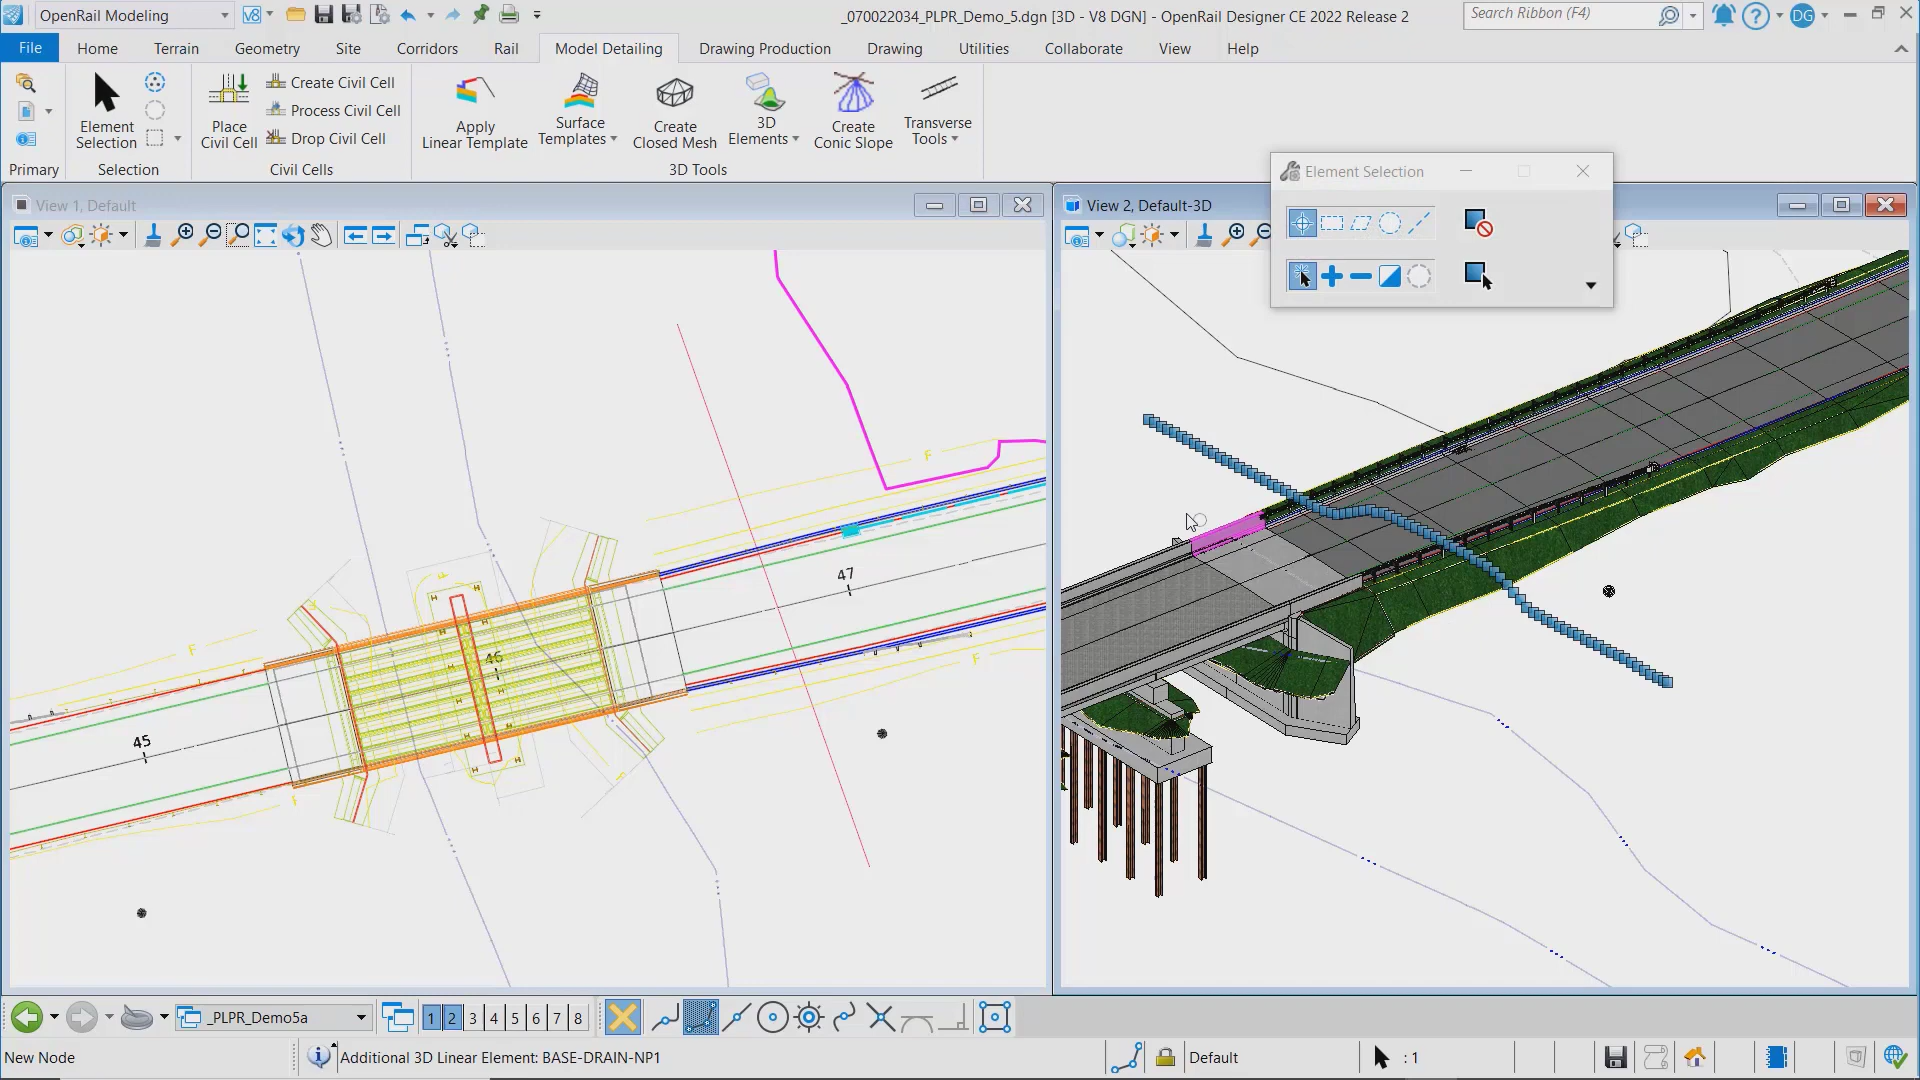 OpenRail Modeling
V8
_070022034_PLPR_Demo_5.dgn [3D - V8 DGN] - OpenRail Designer CE 2022 Release 2
Search Ribbon (F4)
?
DG
File Home Terrain Geometry Site Corridors Rail Model Detailing Drawing Production Drawing Utilities Collaborate View Help
Element Selection
Place Civil Cell
Create Civil Cell
Process Civil Cell
Drop Civil Cell
Apply Linear Template
Surface Templates
Create Closed Mesh
3D Elements
Create Conic Slope
Transverse Tools
Primary Selection Civil Cells 3D Tools
Element Selection
View 1, Default
View 2, Default-3D
F
47
F
F
46
H
H
H
H
45
F
_PLPR_Demo5a
1 2 3 4 5 6 7 8
New Node
Additional 3D Linear Element: BASE-DRAIN-NP1
Default
: 1